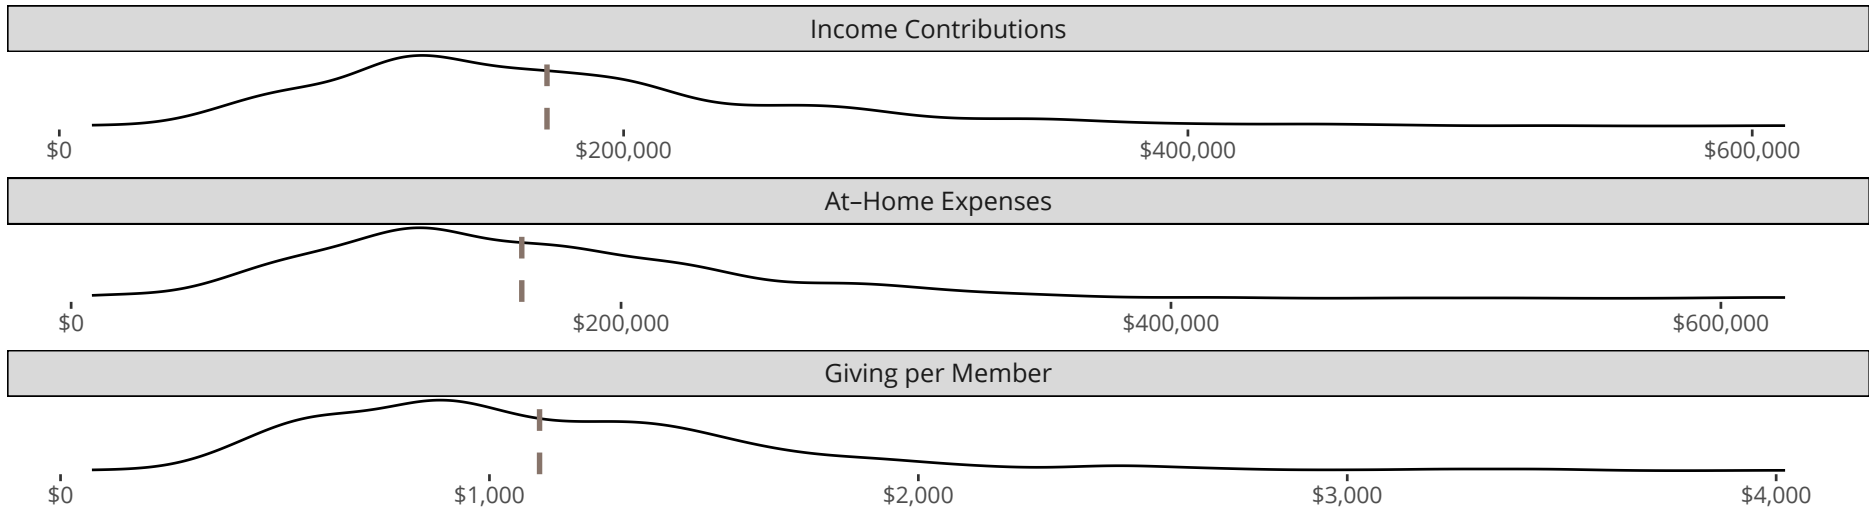 Income Contributions
$0 $200,000 $400,000 $600,000
At–Home Expenses
$0 $200,000 $400,000 $600,000
Giving per Member
$0 $1,000 $2,000 $3,000 $4,000